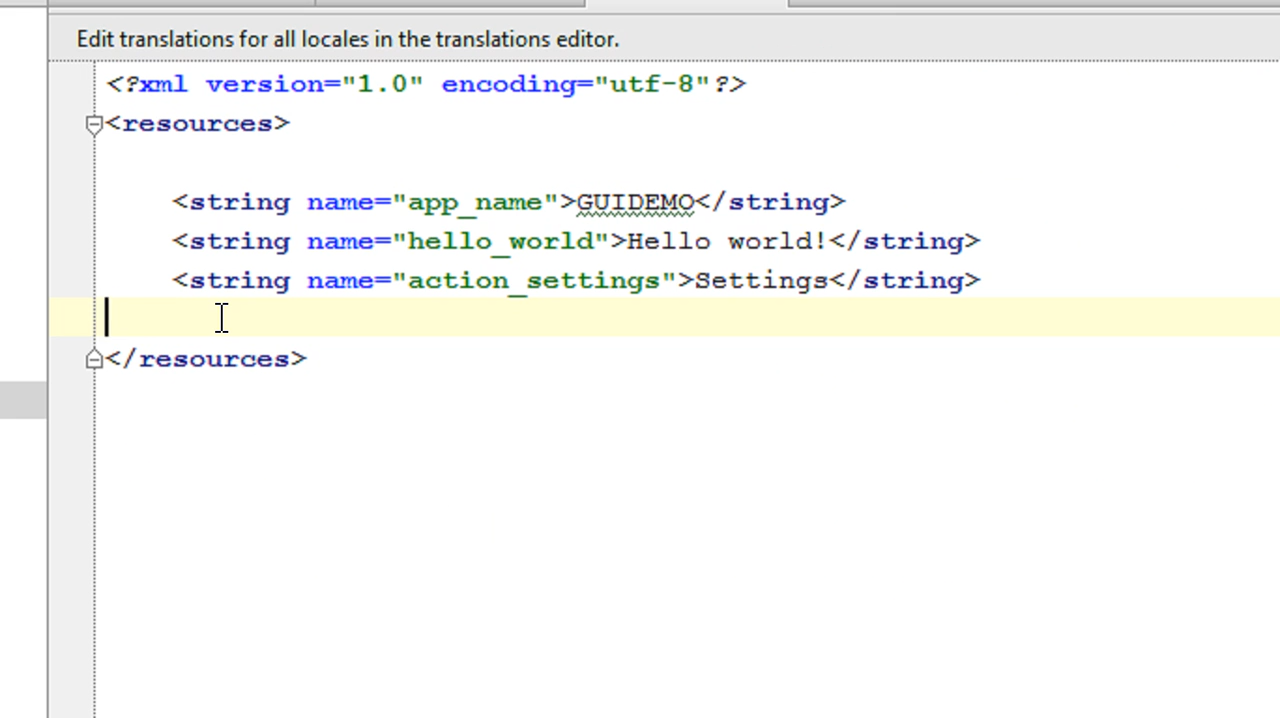 Edit translations for all locales in the translations editor.
<?xml version="1.0" encoding="utf-8"?>
<resources>
<string name="app_name">GUIDEMO</string>
<string name="hello_world">Hello world!</string>
<string name="action_settings">Settings</string>
</resources>